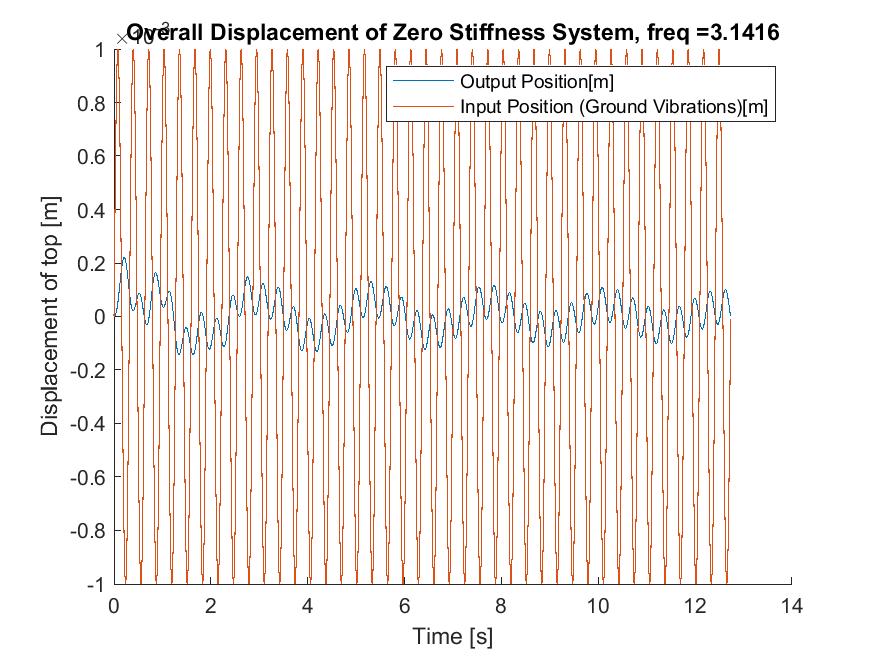 Overall Displacement of Zero Stiffness System, freq =3.1416
×10-3
Output Position[m]
Input Position (Ground Vibrations)[m]
1
0.8
0.6
0.4
0.2
0
-0.2
-0.4
-0.6
-0.8
-1
Displacement of top [m]
0 2 4 6 8 10 12 14
Time [s]